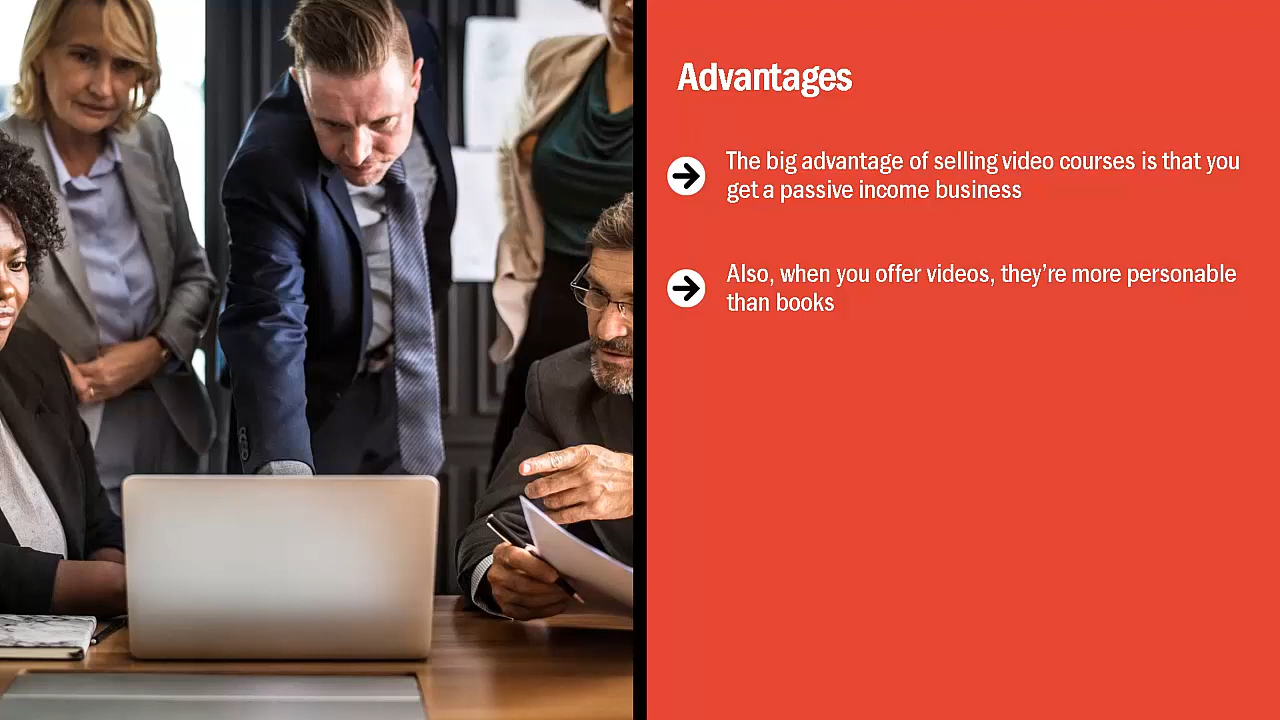 Advantages
The big advantage of selling video courses is that you
get a passive income business
Also, when you offer videos, they're more personable
than books